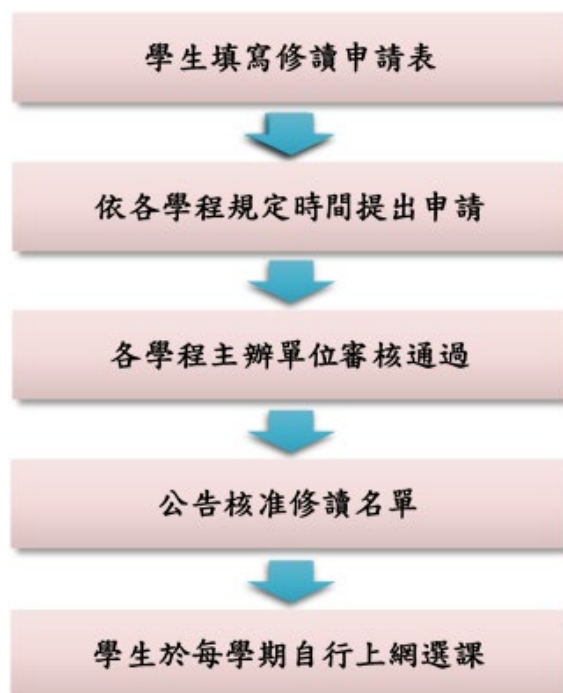 學生填寫修讀申請表
依各學程規定時間提出申請
各學程主辦單位審核通過
公告核准修讀名單
學生於每學期自行上網選課